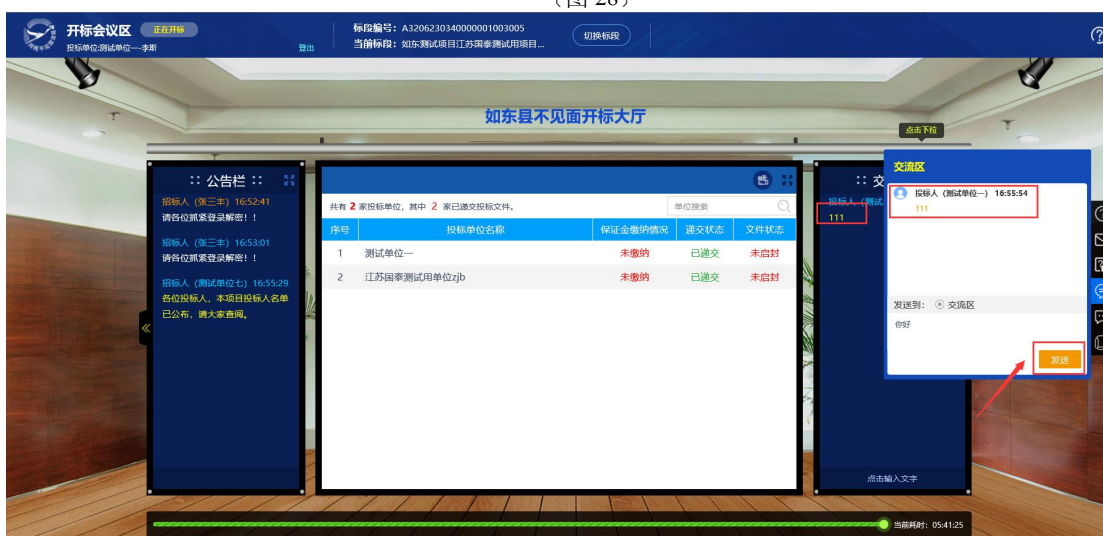 （图 28）
开标会议区 正在开标
投标单位:测试单位一---李斯
登出
标段编号：A3206230340000001003005
当前标段：如东测试项目江苏国泰测试用项目...
切换标段
如东县不见面开标大厅
点击下拉
:: 公告栏 ::
招标人（张三丰）16:52:41
请各位抓紧登录解密！！
招标人（张三丰）16:53:01
请各位抓紧登录解密！！
招标人（测试单位七）16:55:29
各位投标人，本项目投标人名单
已公布，请大家查阅。
共有 2 家投标单位，其中 2 家已递交投标文件。
单位搜索
序号 投标单位名称 保证金缴纳情况 递交状态 文件状态
1 测试单位一 未缴纳 已递交 未启封
2 江苏国泰测试用单位zjb 未缴纳 已递交 未启封
:: 交
投标人（测试
111
点击输入文字
交流区
投标人（测试单位一）16:55:54
111
发送到： 交流区
你好
发送
当前耗时：05:41:25